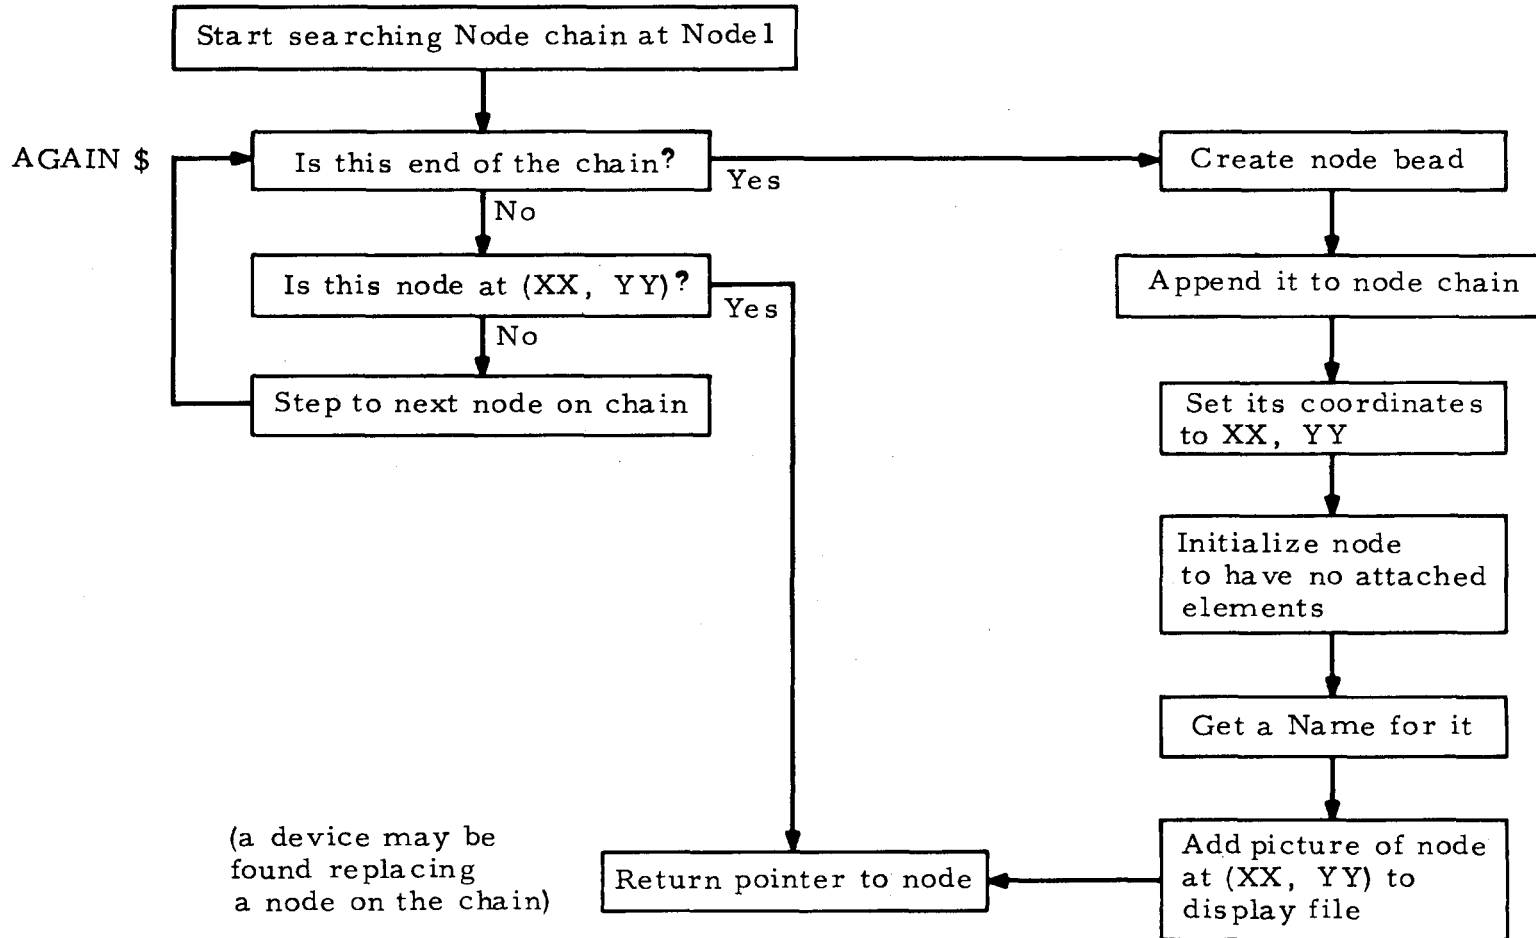 Start searching Node chain at Node1
AGAIN $
Is this end of the chain?
Yes
No
Is this node at (XX, YY)?
Yes
No
Step to next node on chain
Create node bead
Append it to node chain
Set its coordinates
to XX, YY
Initialize node
to have no attached
elements
Get a Name for it
Add picture of node
at (XX, YY) to
display file
Return pointer to node
(a device may be
found replacing
a node on the chain)